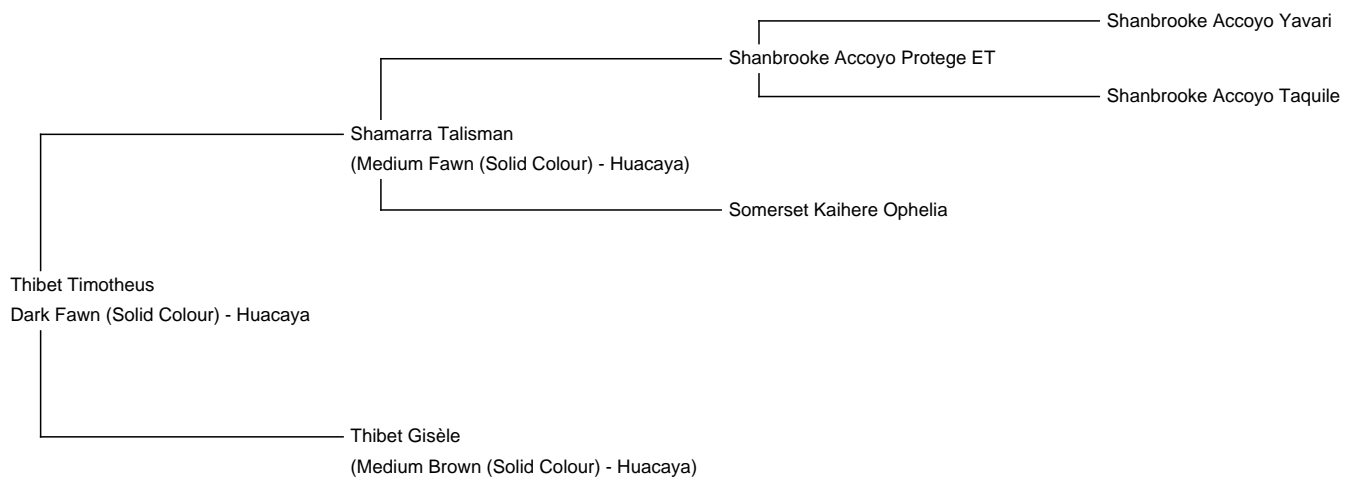 Shanbrooke Accoyo Yavari
Shanbrooke Accoyo Protege ET
Shanbrooke Accoyo Taquile
Shamarra Talisman
(Medium Fawn (Solid Colour) - Huacaya)
Somerset Kaihere Ophelia
Thibet Timotheus
Dark Fawn (Solid Colour) - Huacaya
Thibet Gisèle
(Medium Brown (Solid Colour) - Huacaya)